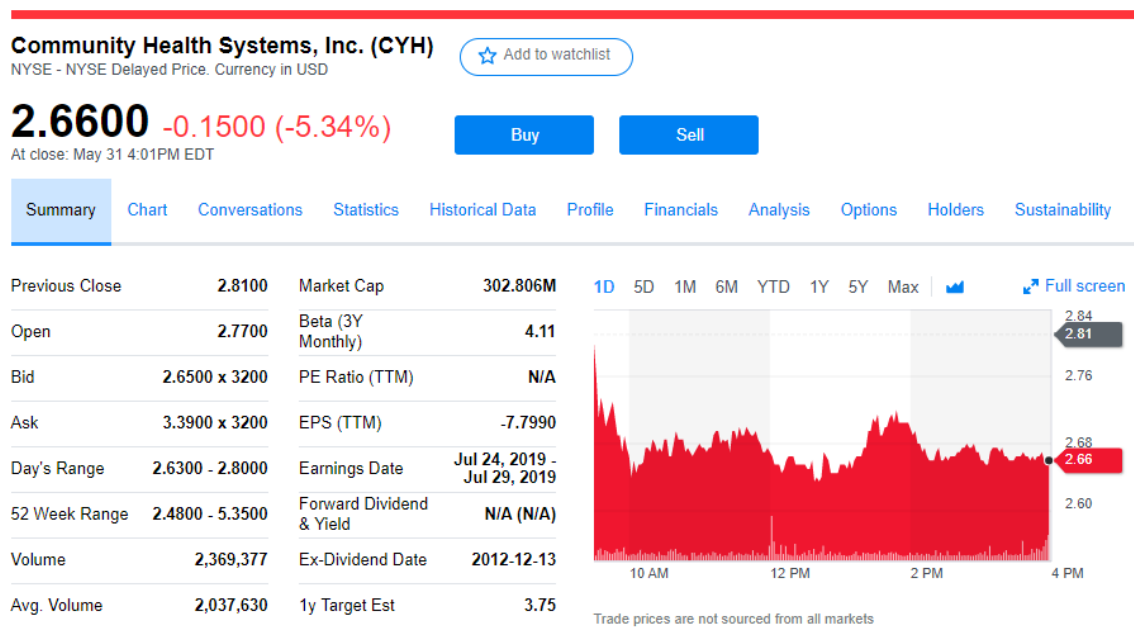 Community Health Systems, Inc. (CYH)
Add to watchlist
NYSE - NYSE Delayed Price. Currency in USD
2.6600 -0.1500 (-5.34%)
Buy
Sell
At close: May 31 4:01PM EDT
Summary Chart Conversations Statistics Historical Data Profile Financials Analysis Options Holders Sustainability
Previous Close 2.8100
Open 2.7700
Bid 2.6500 x 3200
Ask 3.3900 x 3200
Day's Range 2.6300 - 2.8000
52 Week Range 2.4800 - 5.3500
Volume 2,369,377
Avg. Volume 2,037,630
Market Cap 302.806M
Beta (3Y
Monthly) 4.11
PE Ratio (TTM) N/A
EPS (TTM) -7.7990
Earnings Date Jul 24, 2019 -
Jul 29, 2019
Forward Dividend
& Yield N/A (N/A)
Ex-Dividend Date 2012-12-13
1y Target Est 3.75
1D 5D 1M 6M YTD 1Y 5Y Max Full screen
2.84
2.81
2.76
2.68
2.66
2.60
10 AM 12 PM 2 PM 4 PM
Trade prices are not sourced from all markets